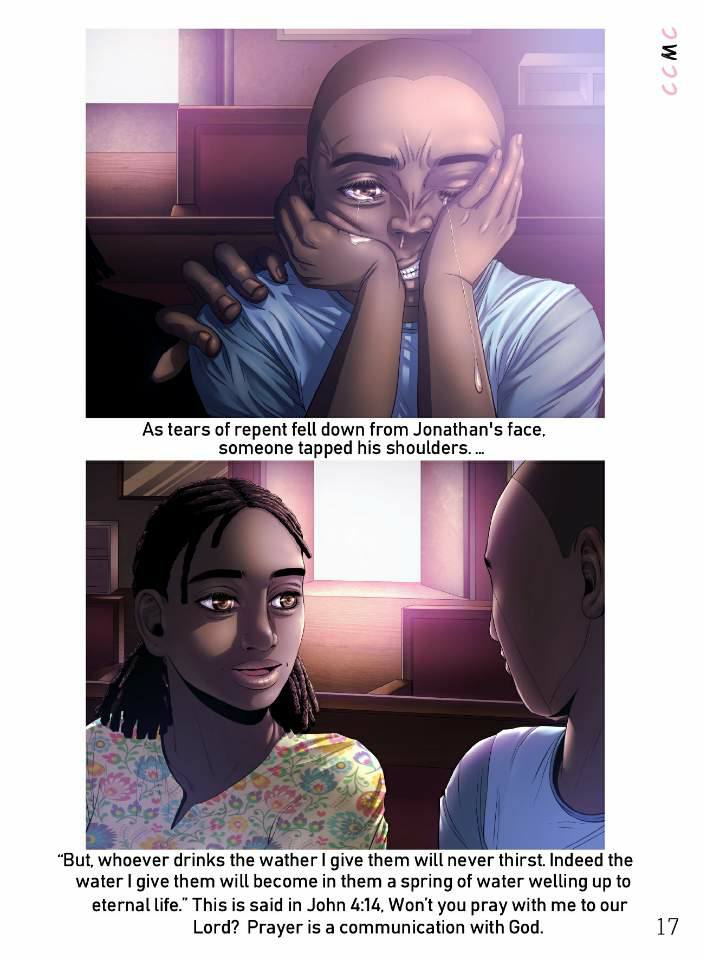 CCMC
As tears of repent fell down from Jonathan's face,
someone tapped his shoulders. ...
“But, whoever drinks the wather I give them will never thirst. Indeed the
water I give them will become in them a spring of water welling up to
eternal life.” This is said in John 4:14, Won't you pray with me to our
Lord? Prayer is a communication with God.
17